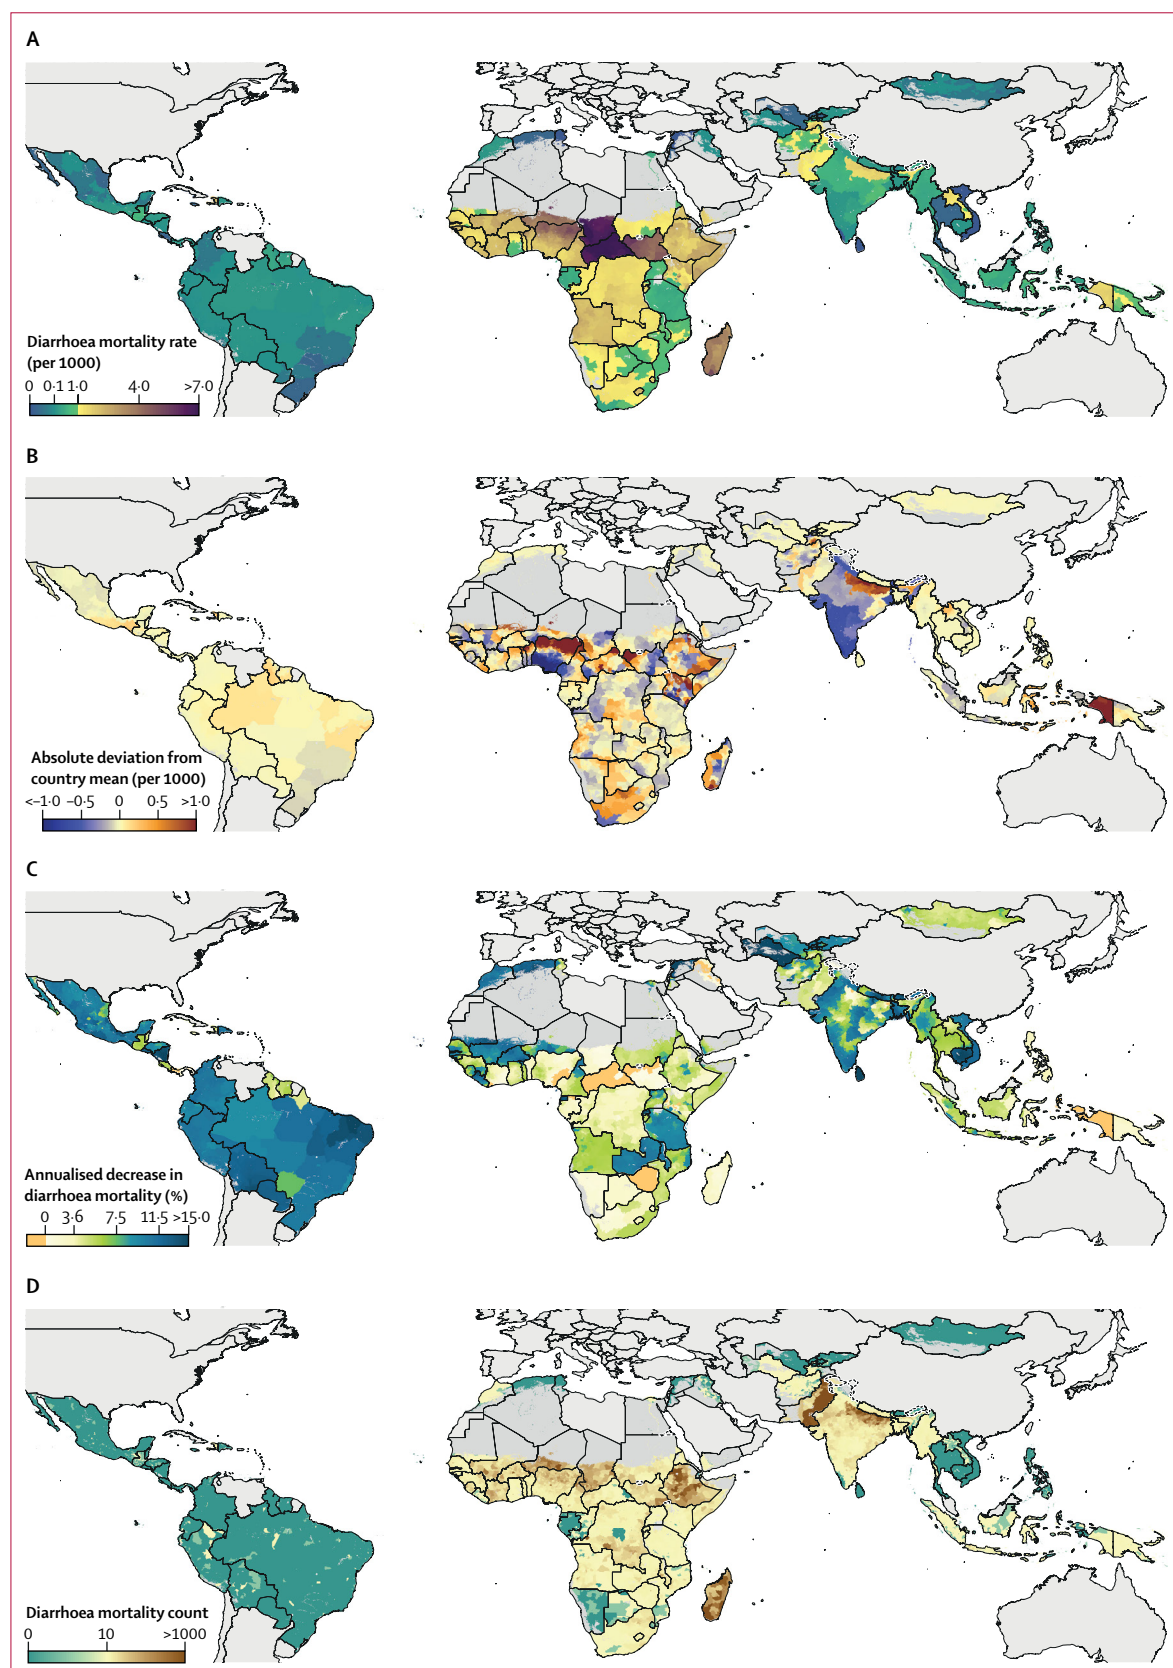 A
Diarrhoea mortality rate
(per 1000)
0 0·1 1·0 4·0 >7·0
B
Absolute deviation from
country mean (per 1000)
<–1·0 –0·5 0 0·5 >1·0
C
Annualised decrease in
diarrhoea mortality (%)
0 3·6 7·5 11·5 >15·0
D
Diarrhoea mortality count
0 10 >1000